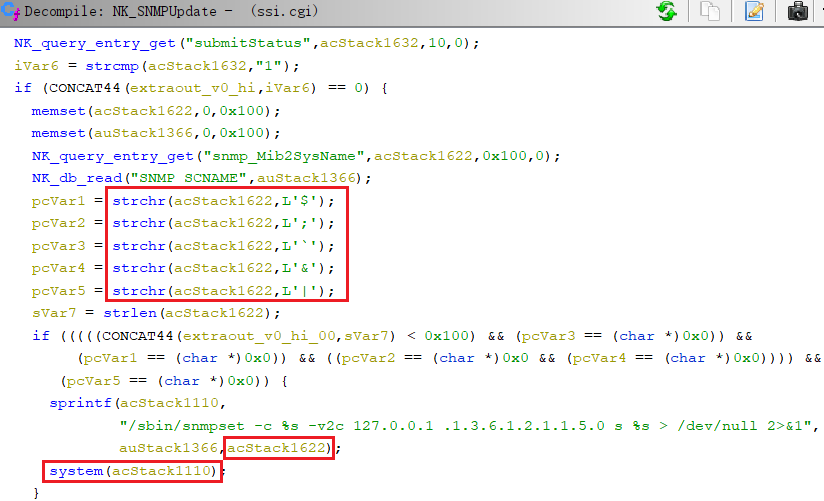 Decompile: NK_SNMPUpdate -  (ssi.cgi)
NK_query_entry_get("submitStatus",acStack1632,10,0);
iVar6 = strcmp(acStack1632,"1");
if (CONCAT44(extraout_v0_hi,iVar6) == 0) {
memset(acStack1622,0,0x100);
memset(auStack1366,0,0x100);
NK_query_entry_get("snmp_Mib2SysName",acStack1622,0x100,0);
NK_db_read("SNMP SCNAME",auStack1366);
pcVar1 = strchr(acStack1622,L'$');
pcVar2 = strchr(acStack1622,L';');
pcVar3 = strchr(acStack1622,L'`');
pcVar4 = strchr(acStack1622,L'&');
pcVar5 = strchr(acStack1622,L'|');
sVar7 = strlen(acStack1622);
if (((((CONCAT44(extraout_v0_hi_00,sVar7) < 0x100) && (pcVar3 == (char *)0x0)) &&
(pcVar1 == (char *)0x0)) && ((pcVar2 == (char *)0x0 && (pcVar4 == (char *)0x0)))) &&
(pcVar5 == (char *)0x0)) {
sprintf(acStack1110,
"/sbin/snmpset -c %s -v2c 127.0.0.1 .1.3.6.1.2.1.1.5.0 s %s > /dev/null 2>&1",
auStack1366,acStack1622);
system(acStack1110);
}